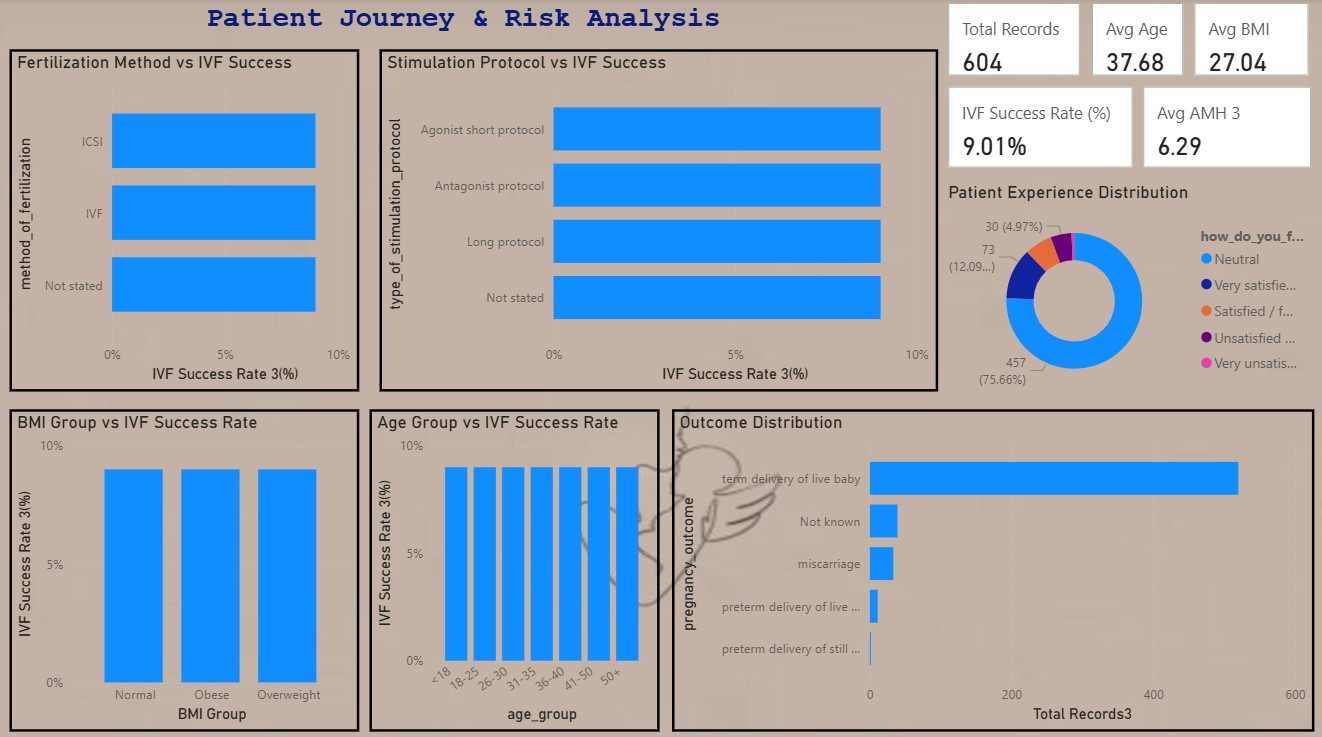 Patient Journey & Risk Analysis
Total Records
604
Avg Age
37.68
Avg BMI
27.04
IVF Success Rate (%)
9.01%
Avg AMH 3
6.29
Fertilization Method vs IVF Success
method_of_fertilization
ICSI
IVF
Not stated
0%
5%
10%
IVF Success Rate 3(%)
Stimulation Protocol vs IVF Success
type_of_stimulation_protocol
Agonist short protocol
Antagonist protocol
Long protocol
Not stated
0%
5%
10%
IVF Success Rate 3(%)
Patient Experience Distribution
30 (4.97%)
73
(12.09...)
457
(75.66%)
how_do_you_f...
Neutral
Very satisfie...
Satisfied / f...
Unsatisfied ...
Very unsatis...
BMI Group vs IVF Success Rate
IVF Success Rate 3(%)
10%
5%
0%
Normal
Obese
Overweight
BMI Group
Age Group vs IVF Success Rate
IVF Success Rate 3(%)
10%
5%
0%
<18
18-25
26-30
31-35
36-40
41-50
50+
age_group
Outcome Distribution
pregnancy_outcome
term delivery of live baby
Not known
miscarriage
preterm delivery of live ...
preterm delivery of still ...
0
200
400
600
Total Records3